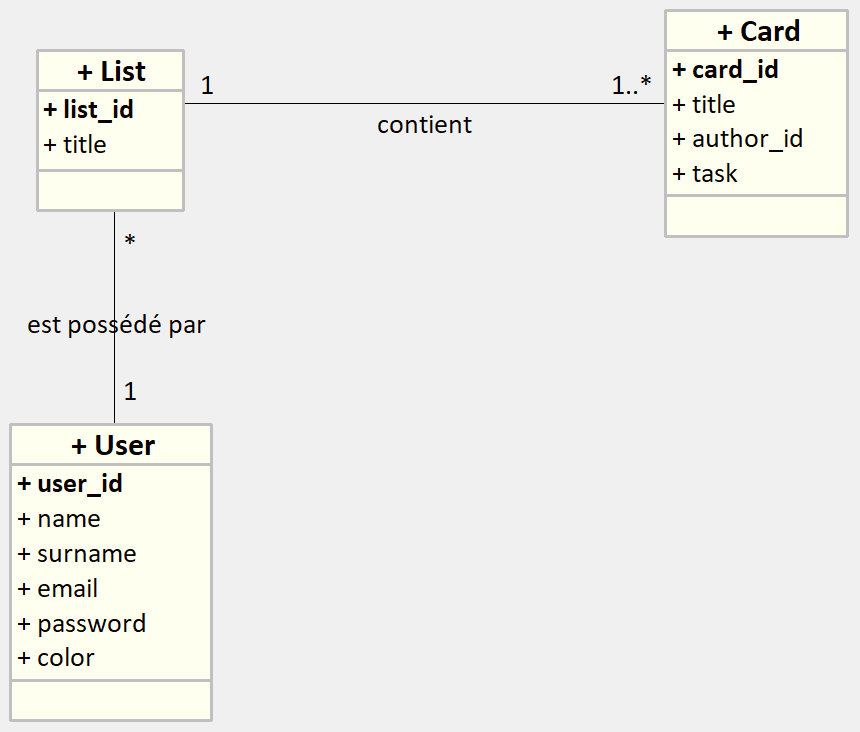 + List
+ list_id
+ title
1
1..*
contient
+ Card
+ card_id
+ title
+ author_id
+ task
*
est possédé par
1
+ User
+ user_id
+ name
+ surname
+ email
+ password
+ color